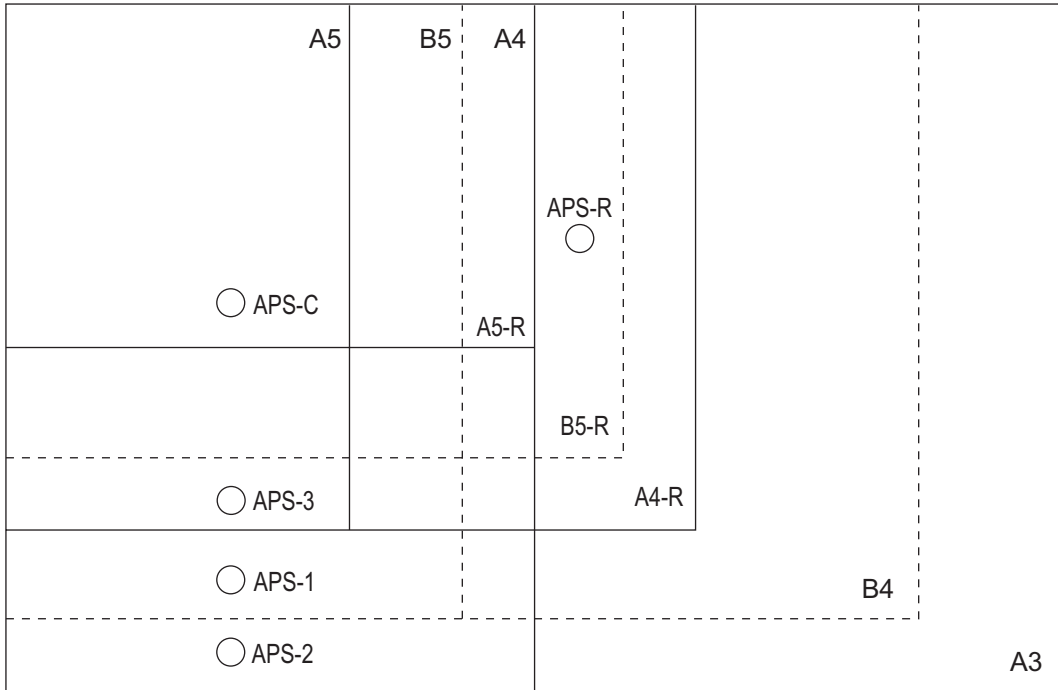 A5 B5 A4
APS-R
APS-C
A5-R
B5-R
APS-3
A4-R
APS-1
B4
APS-2
A3